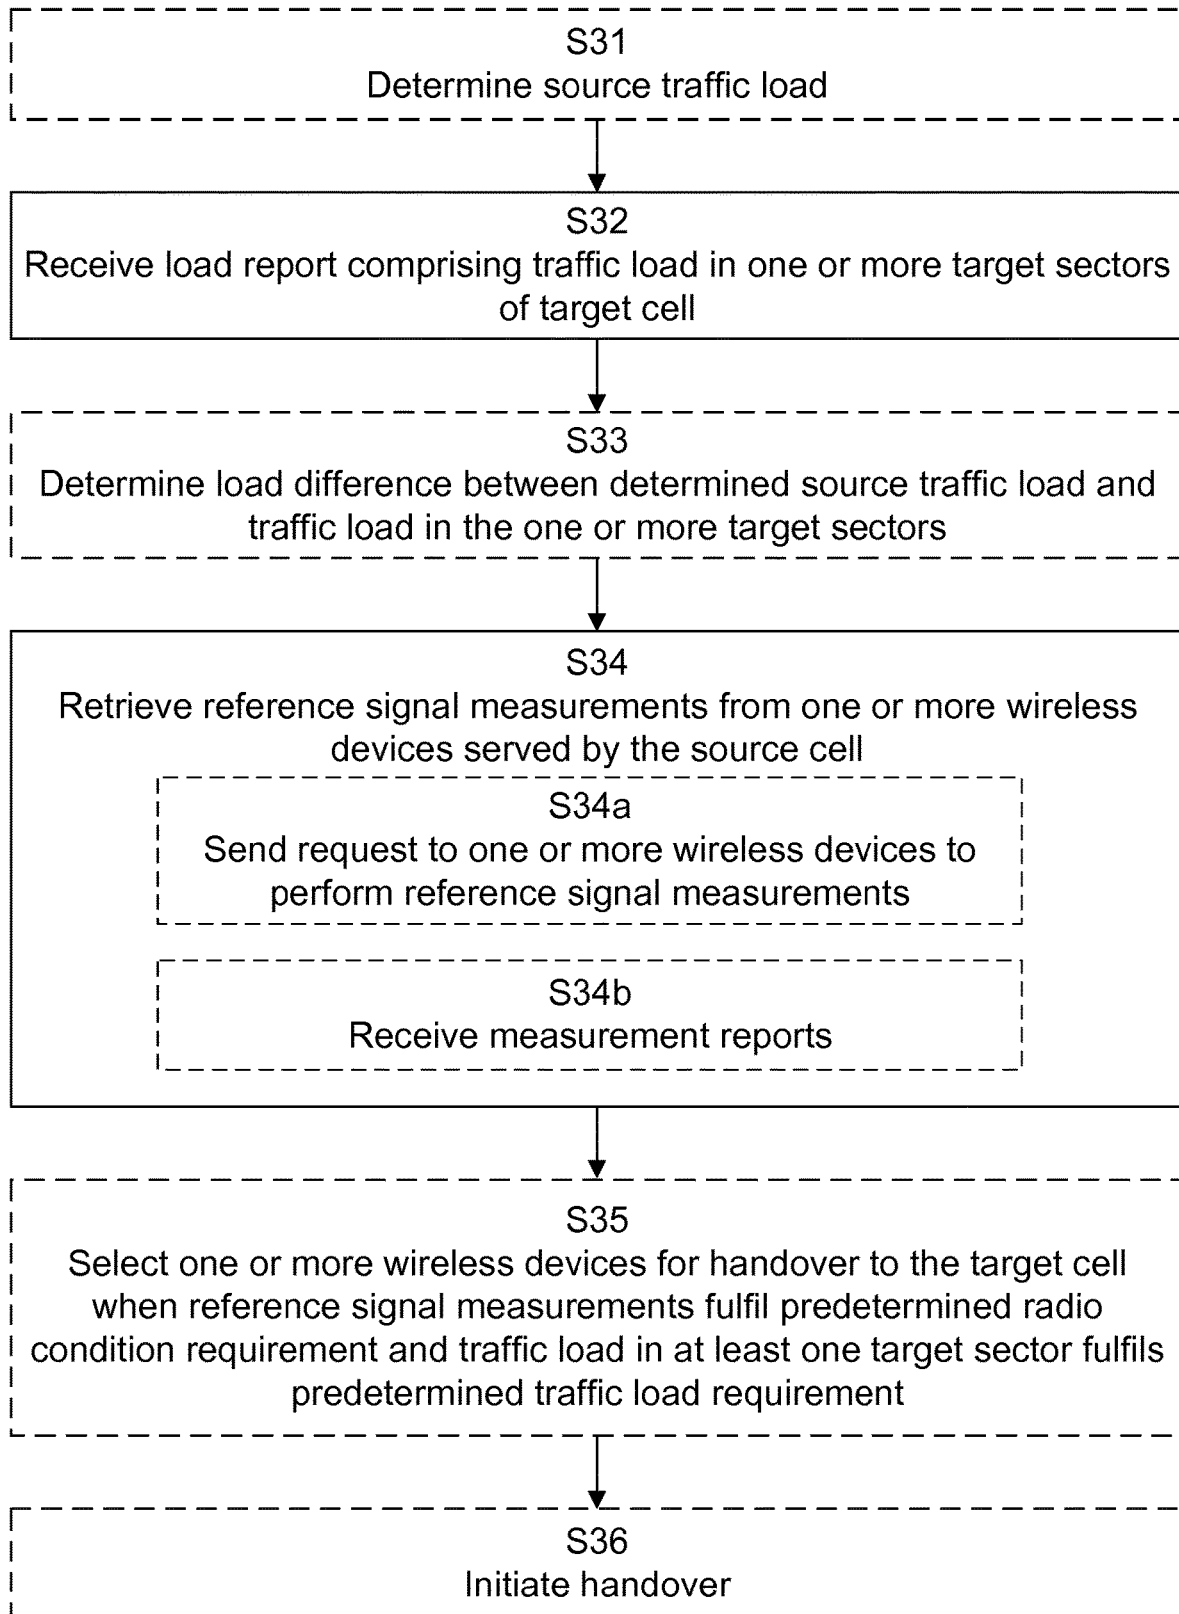 S31
Determine source traffic load
S32
Receive load report comprising traffic load in one or more target sectors
of target cell
S33
Determine load difference between determined source traffic load and
traffic load in the one or more target sectors
S34
Retrieve reference signal measurements from one or more wireless
devices served by the source cell
S34a
Send request to one or more wireless devices to
perform reference signal measurements
S34b
Receive measurement reports
S35
Select one or more wireless devices for handover to the target cell
when reference signal measurements fulfil predetermined radio
condition requirement and traffic load in at least one target sector fulfils
predetermined traffic load requirement
S36
Initiate handover